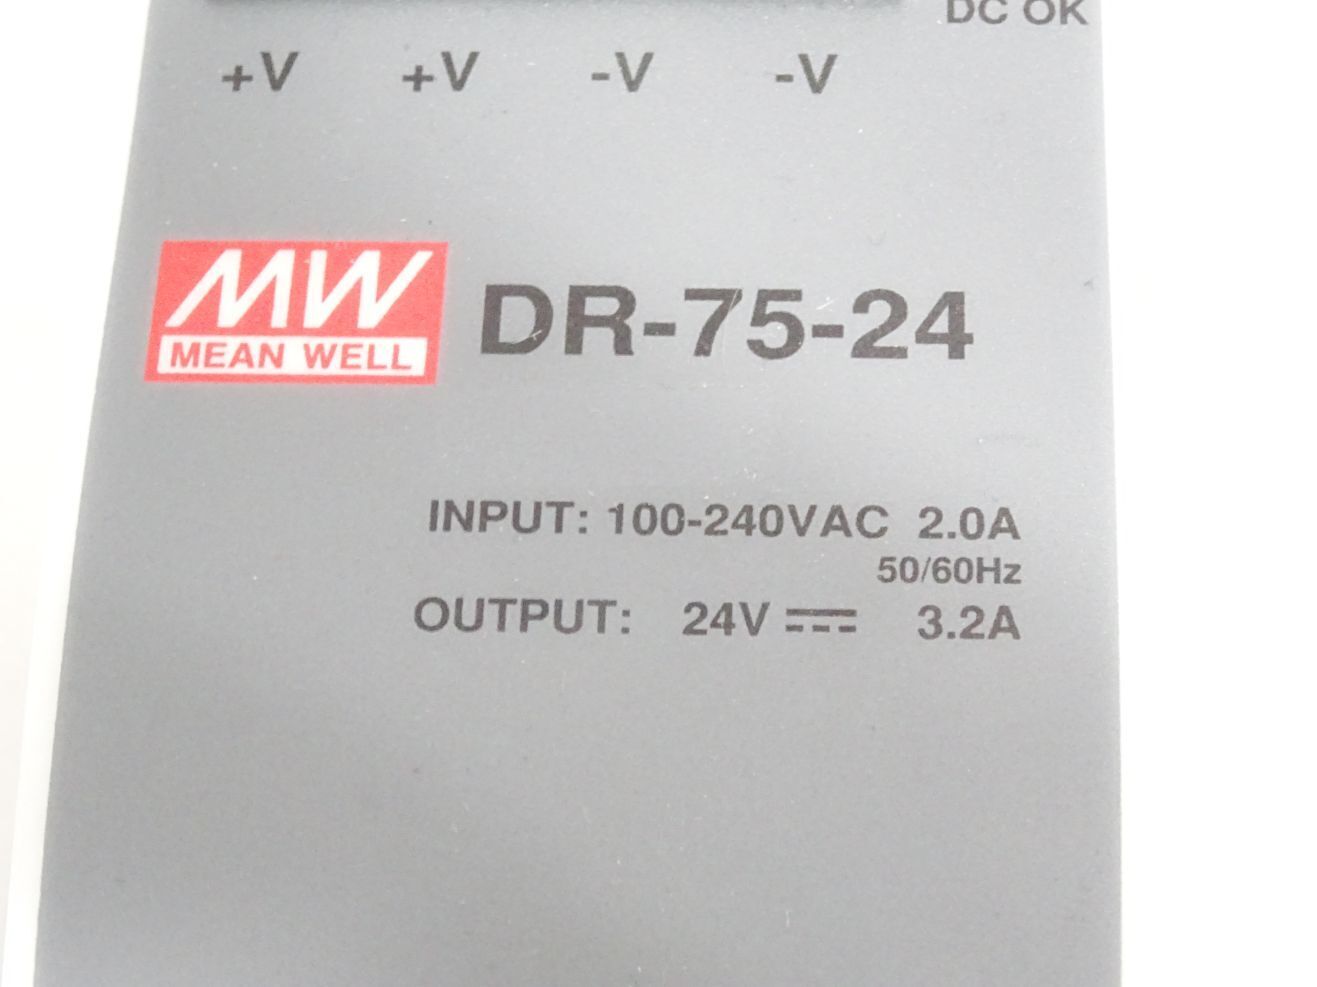 DC OK
+V +V -V -V
MW
MEAN WELL
DR-75-24
INPUT: 100-240VAC 2.0A
50/60Hz
OUTPUT: 24V ⎓ 3.2A